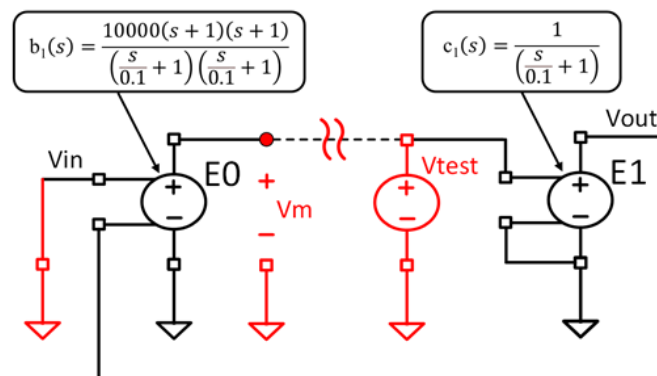 b₁(s) = 10000(s + 1)(s + 1) / (s/0.1 + 1)(s/0.1 + 1)
c₁(s) = 1 / (s/0.1 + 1)
Vout
Vin
+
−
E0
+
Vm
−
Vtest
+
−
+
−
E1